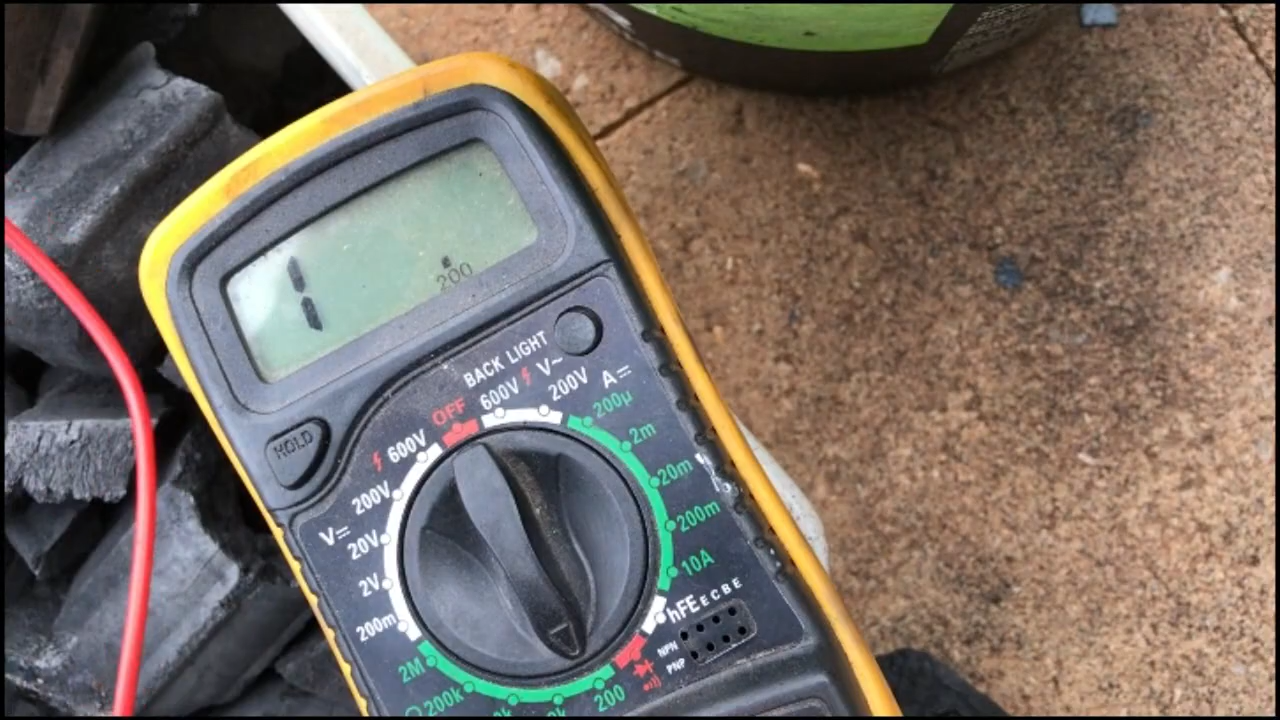 1
200
BACK LIGHT
HOLD
OFF
600V V~ 200V
A=
200µ
2m
20m
200m
10A
hFE E C B E
NPN
PNP
600V
200V
V=
20V
2V
200m
2M
200k
k
k
200
Ω